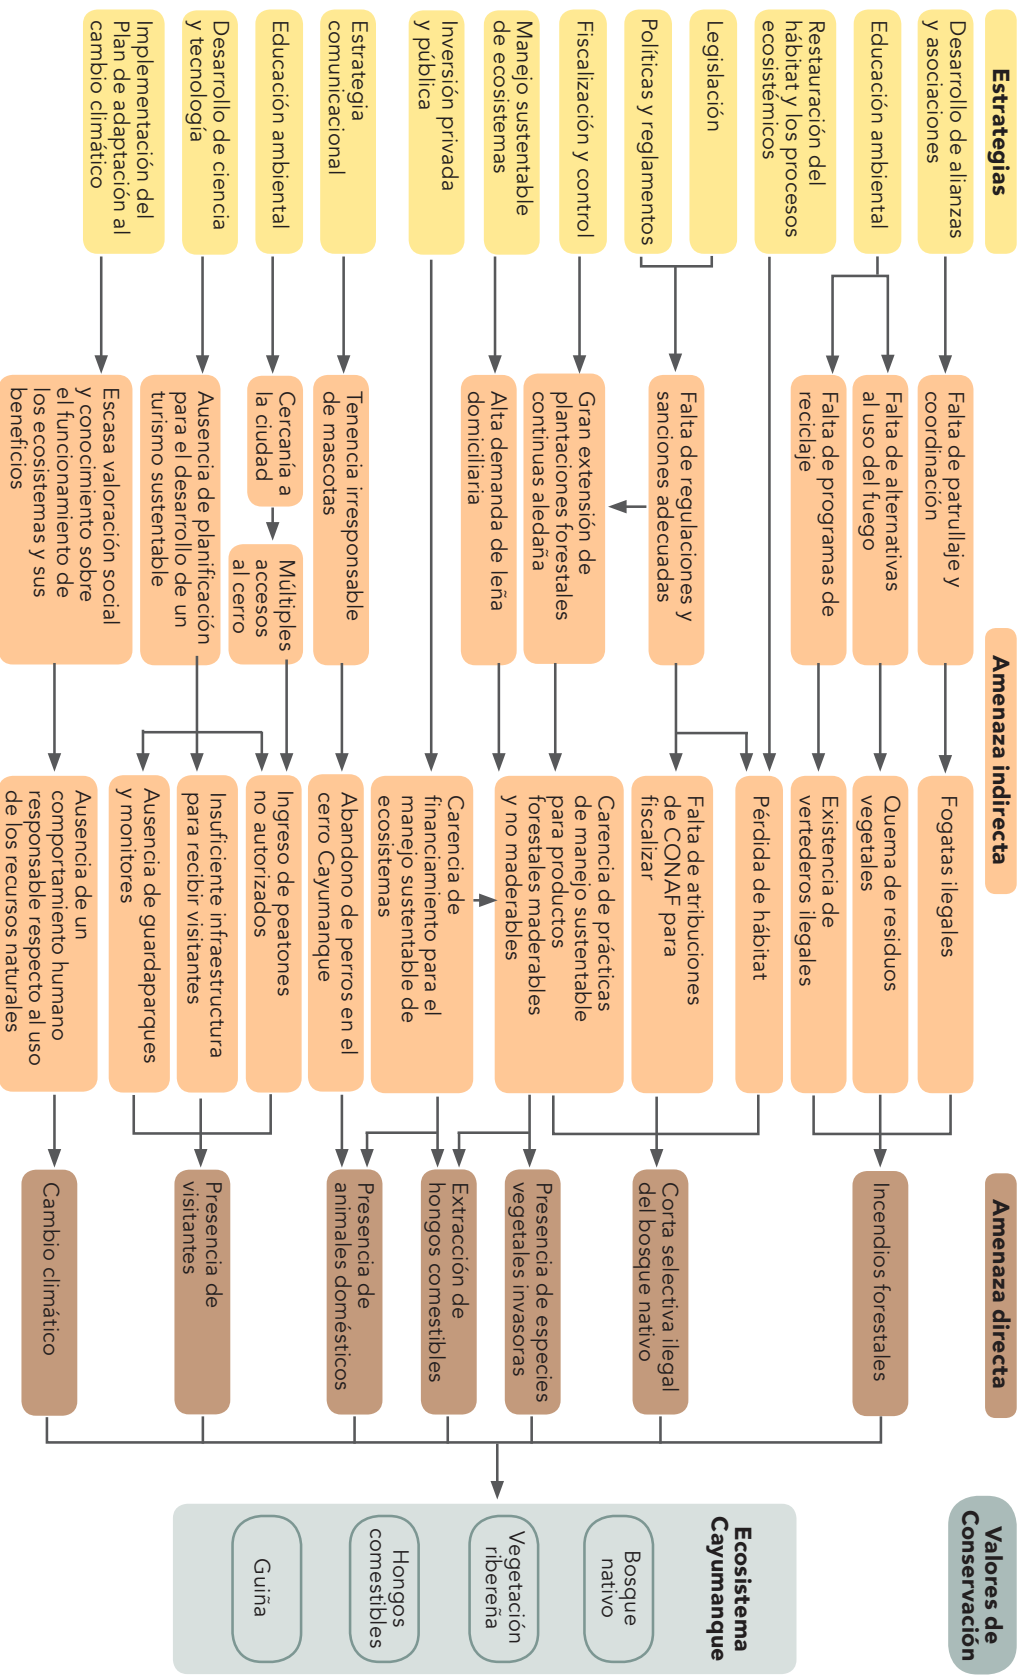 Estrategias
Desarrollo de alianzas
y asociaciones
Educación ambiental
Restauración del
hábitat y los procesos
ecosistémicos
Legislación
Políticas y reglamentos
Fiscalización y control
Manejo sustentable
de ecosistemas
Inversión privada
y pública
Estrategia
comunicacional
Educación ambiental
Desarrollo de ciencia
y tecnología
Implementación del
Plan de adaptación al
cambio climático
Amenaza indirecta
Falta de patrullaje y
coordinación
Falta de alternativas
al uso del fuego
Falta de programas de
reciclaje
Falta de regulaciones y
sanciones adecuadas
Gran extensión de
plantaciones forestales
continuas aledaña
Alta demanda de leña
domiciliaria
Tenencia irresponsable
de mascotas
Cercanía a
la ciudad
Múltiples
accesos
al cerro
Ausencia de planificación
para el desarrollo de un
turismo sustentable
Escasa valoración social
y conocimiento sobre
el funcionamiento de
los ecosistemas y sus
beneficios
Fogatas ilegales
Quema de residuos
vegetales
Existencia de
vertederos ilegales
Pérdida de hábitat
Falta de atribuciones
de CONAF para
fiscalizar
Carencia de prácticas
de manejo sustentable
para productos
forestales maderables
y no maderables
Carencia de
financiamiento para el
manejo sustentable de
ecosistemas
Abandono de perros en el
cerro Cayumanque
Ingreso de peatones
no autorizados
Insuficiente infraestructura
para recibir visitantes
Ausencia de guardaparques
y monitores
Ausencia de un
comportamiento humano
responsable respecto al uso
de los recursos naturales
Amenaza directa
Incendios forestales
Corta selectiva ilegal
del bosque nativo
Presencia de especies
vegetales invasoras
Extracción de
hongos comestibles
Presencia de
animales domésticos
Presencia de
visitantes
Cambio climático
Valores de
Conservación
Ecosistema
Cayumanque
Bosque
nativo
Vegetación
ribereña
Hongos
comestibles
Guiña